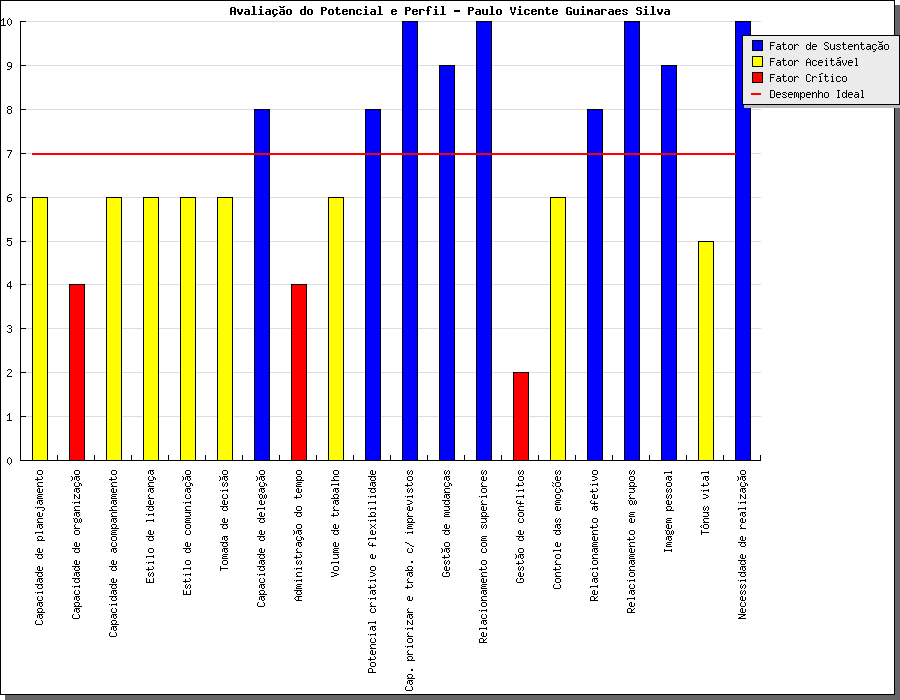 Avaliação do Potencial e Perfil - Paulo Vicente Guimaraes Silva
Fator de Sustentação
Fator Aceitável
Fator Crítico
Desempenho Ideal
10
9
8
7
6
5
4
3
2
1
0
Capacidade de planejamento
Capacidade de organização
Capacidade de acompanhamento
Estilo de liderança
Estilo de comunicação
Tomada de decisão
Capacidade de delegação
Administração do tempo
Volume de trabalho
Potencial criativo e flexibilidade
Cap. priorizar e trab. c/ imprevistos
Gestão de mudanças
Relacionamento com superiores
Gestão de conflitos
Controle das emoções
Relacionamento afetivo
Relacionamento em grupos
Imagem pessoal
Tônus vital
Necessidade de realização